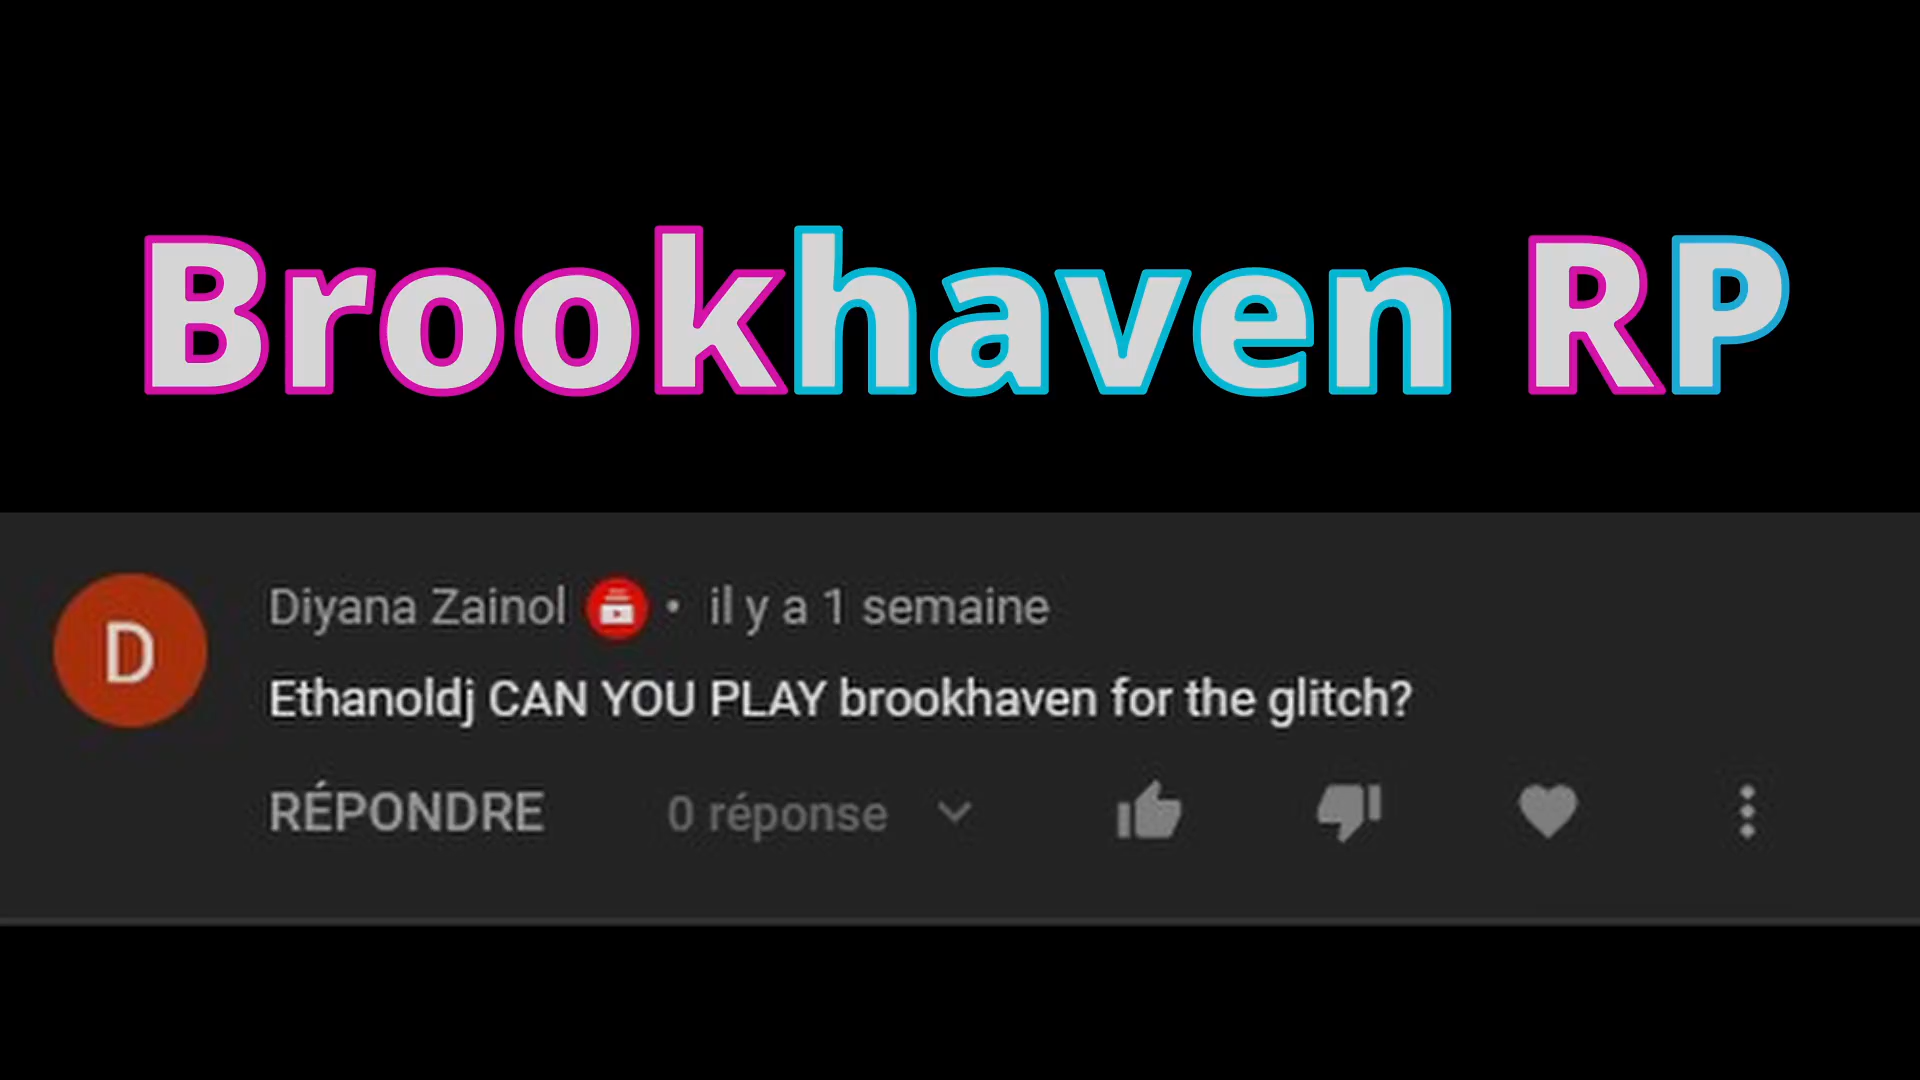 Brookhaven RP
D
Diyana Zainol • il y a 1 semaine
Ethanoldj CAN YOU PLAY brookhaven for the glitch?
RÉPONDRE 0 réponse